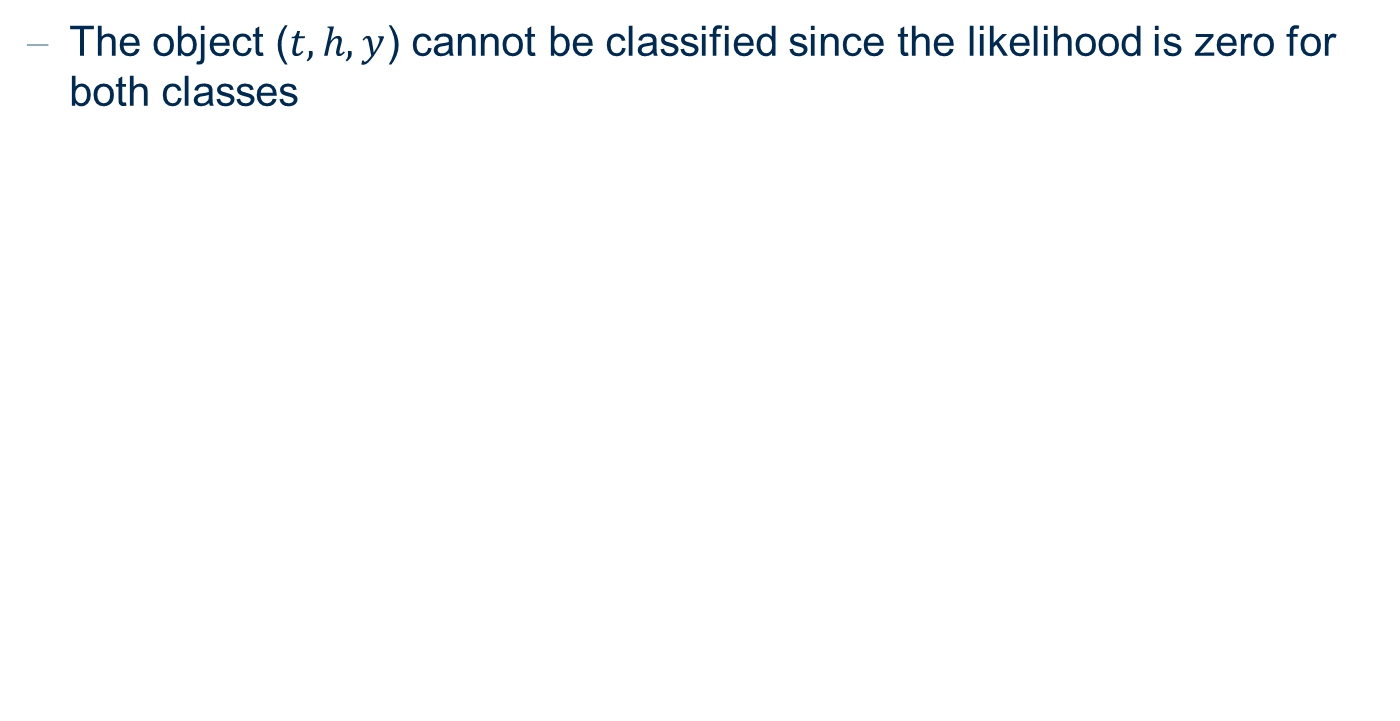 – The object (𝑡, ℎ, 𝑦) cannot be classified since the likelihood is zero for
both classes